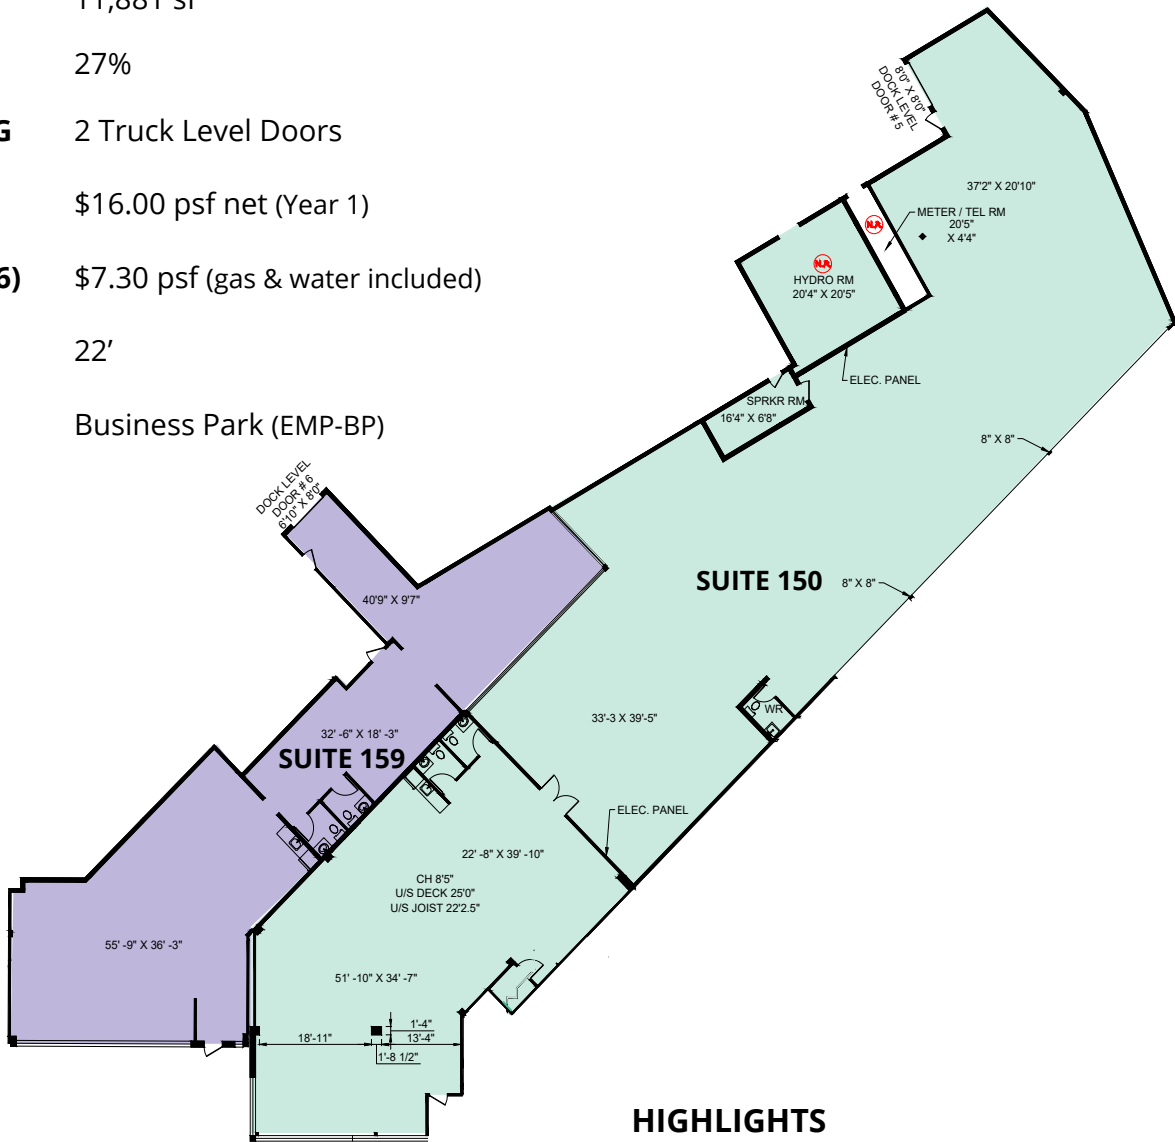 11,881 sf
27%
G 2 Truck Level Doors
$16.00 psf net (Year 1)
6) $7.30 psf (gas & water included)
22’
Business Park (EMP-BP)
8'0" X 8'0"
DOCK LEVEL
DOOR # 5
37'2" X 20'10"
METER / TEL RM
20'5"
X 4'4"
N.R.
N.R.
HYDRO RM
20'4" X 20'5"
ELEC. PANEL
SPRKR RM
16'4" X 6'8"
8" X 8"
DOCK LEVEL
DOOR # 6
6'10" X 8'0"
40'9" X 9'7"
SUITE 150
8" X 8"
WR
33'-3 X 39'-5"
32' -6" X 18' -3"
SUITE 159
ELEC. PANEL
22' -8" X 39' -10"
CH 8'5"
U/S DECK 25'0"
U/S JOIST 22'2.5"
55' -9" X 36' -3"
51' -10" X 34' -7"
1'-4"
18'-11"
13'-4"
1'-8 1/2"
HIGHLIGHTS